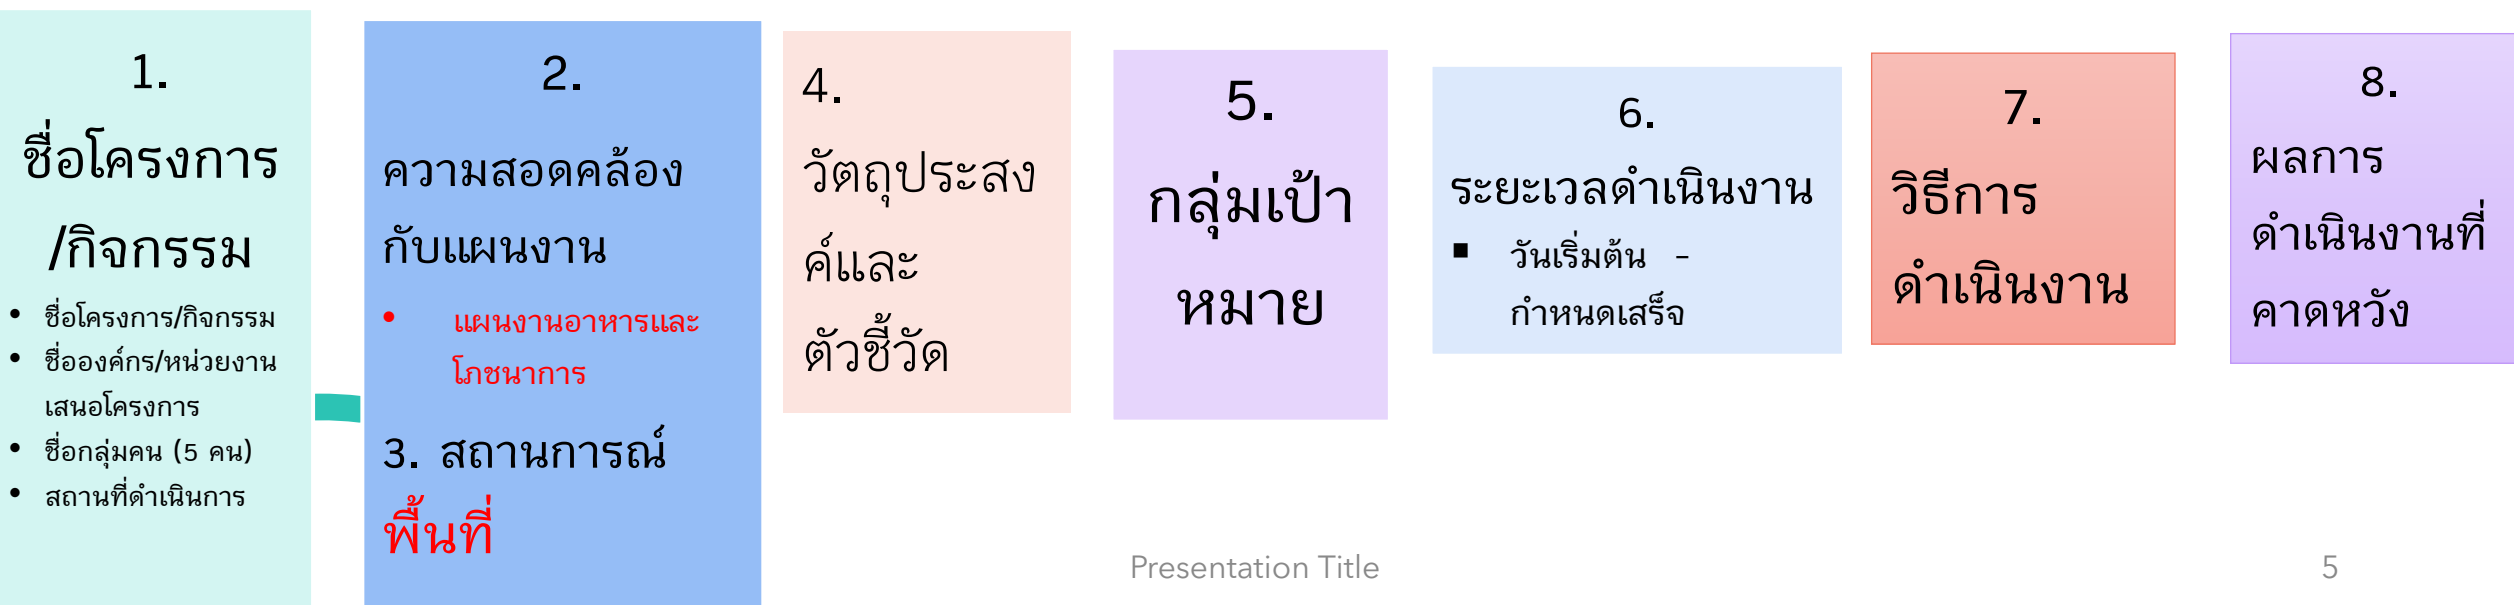 1.
ชื่อโครงการ
/กิจกรรม
• ชื่อโครงการ/กิจกรรม
• ชื่อองค์กร/หน่วยงาน
เสนอโครงการ
• ชื่อกลุ่มคน (5 คน)
• สถานที่ดำเนินการ
2.
ความสอดคล้อง
กับแผนงาน
• แผนงานอาหารและ
โภชนาการ
3. สถานการณ์
พื้นที่
4.
วัตถุประสง
ค์และ
ตัวชี้วัด
5.
กลุ่มเป้า
หมาย
6.
ระยะเวลดำเนินงาน
▪ วันเริ่มต้น -
กำหนดเสร็จ
7.
วิธีการ
ดำเนินงาน
8.
ผลการ
ดำเนินงานที่
คาดหวัง
Presentation Title
5